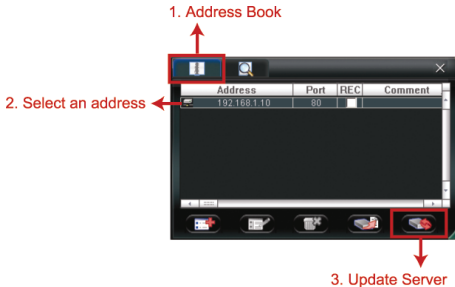 1. Address Book
Address Port REC Comment
2. Select an address
192.168.1.10 80
3. Update Server